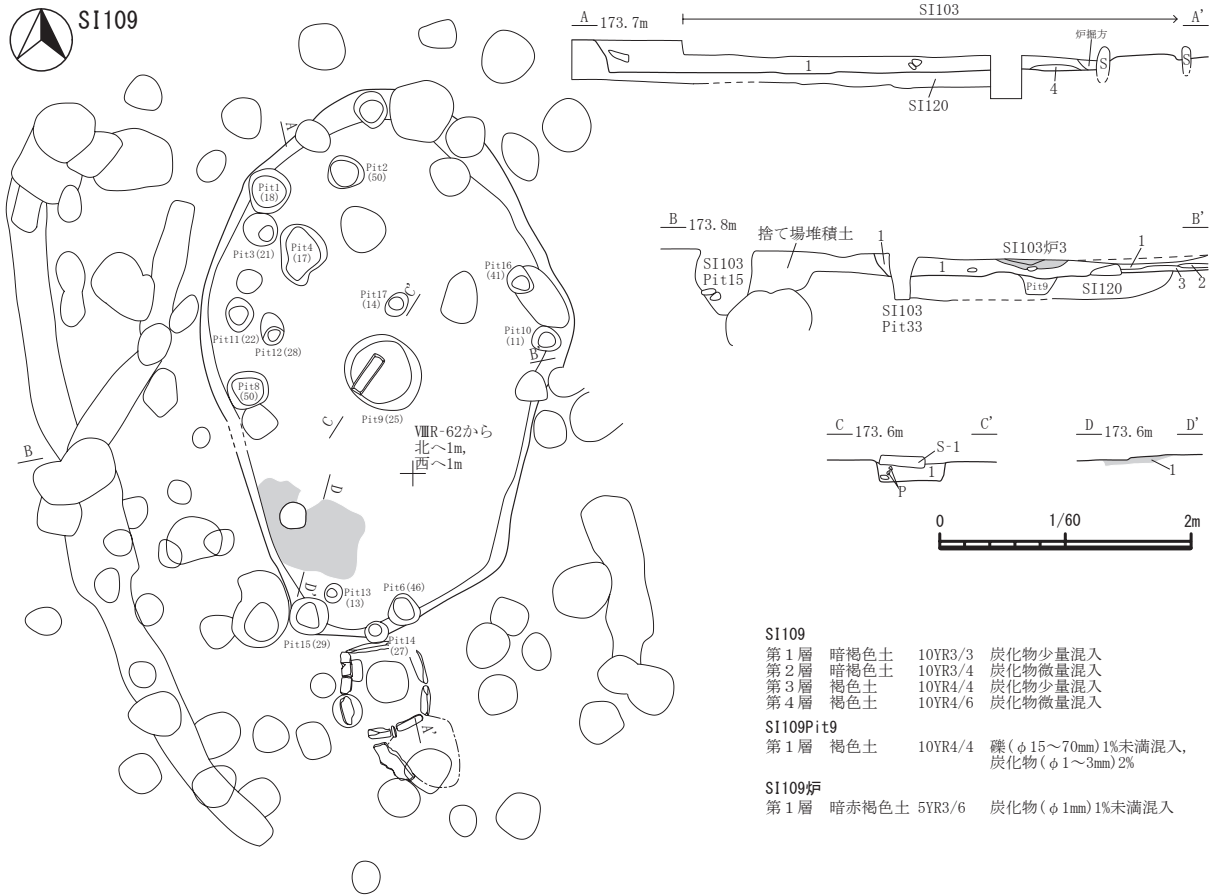 SI109
SI103
A 173.7m A'
炉掘方
1
S
S
4
SI120
B 173.8m B'
捨て場堆積土
1
SI103炉3
1
SI103
Pit15
1
Pit9
SI120
3
2
SI103
Pit33
C 173.6m C'
S-1
1
P
D 173.6m D'
1
0 1/60 2m
A
Pit2
(50)
Pit1
(18)
Pit3(21)
Pit4
(17)
Pit16
(41)
Pit17
(14)
C'
Pit11(22)
Pit12(28)
Pit10
(11)
B'
Pit8
(50)
Pit9(25)
C
ⅧR-62から
北へ1m,
西へ1m
B
D
D'
Pit13
(13)
Pit6(46)
Pit15(29)
Pit14
(27)
A'
SI109
第1層 暗褐色土 10YR3/3 炭化物少量混入
第2層 暗褐色土 10YR3/4 炭化物微量混入
第3層 褐色土 10YR4/4 炭化物少量混入
第4層 褐色土 10YR4/6 炭化物微量混入
SI109Pit9
第1層 褐色土 10YR4/4 礫(φ15～70mm)1%未満混入,
炭化物(φ1～3mm)2%
SI109炉
第1層 暗赤褐色土 5YR3/6 炭化物(φ1mm)1%未満混入